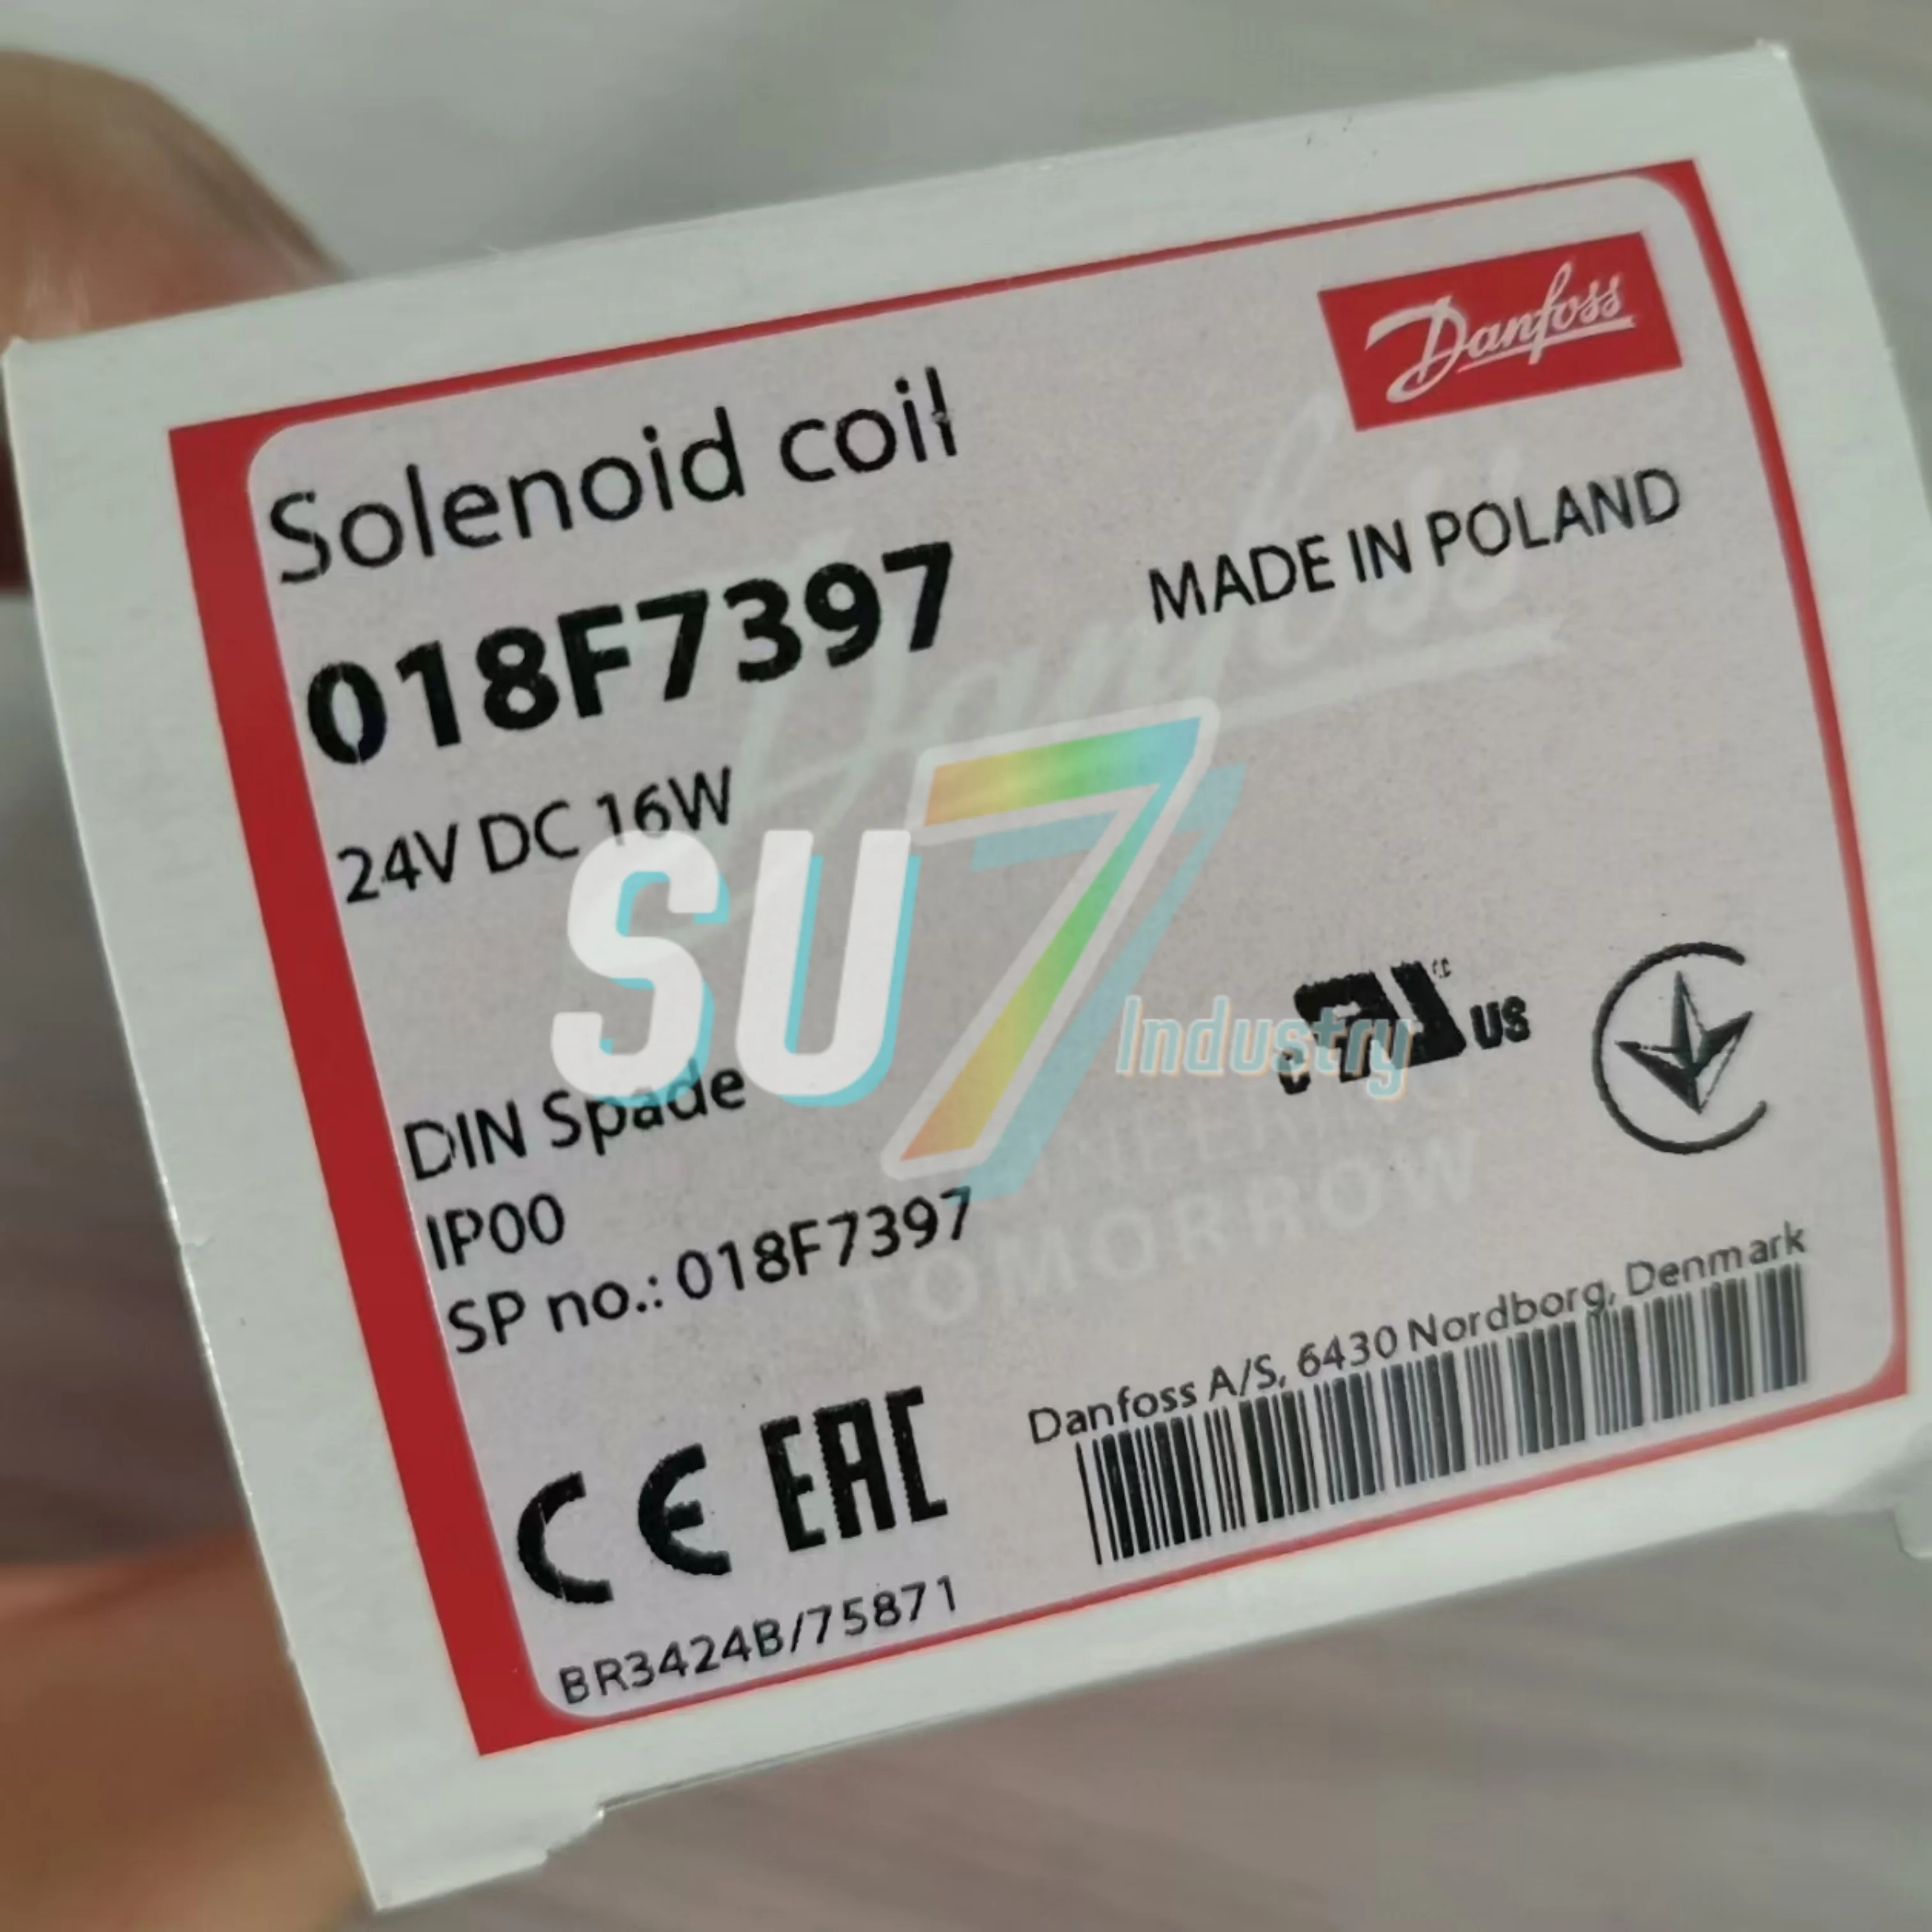 Danfoss
Solenoid coil
MADE IN POLAND
018F7397
Danfoss
24V DC 16W
SU7
Industry
c us
DIN Spade
IP00
TOMORROW
SP no.: 018F7397
Danfoss A/S, 6430 Nordborg, Denmark
CE EAC
BR3424B/75871